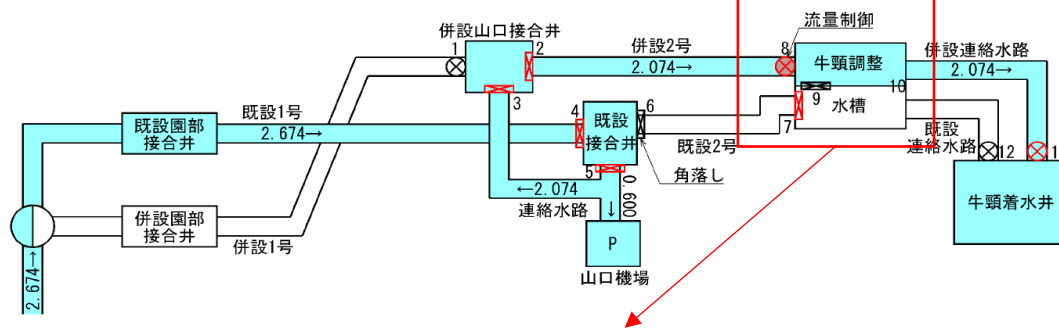 流量制御
併設山口接合井
1
2
併設2号
8
併設連絡水路
2.074→
牛頸調整
2.074→
10
3
9
水槽
既設1号
4
既設
接合井
6
既設園部
接合井
2.674→
7
既設2号
既設
連絡水路
12
1
5
角落し
←2.074
連絡水路
0.600
→
牛頸着水井
併設園部
接合井
併設1号
P
山口機場
2.674→